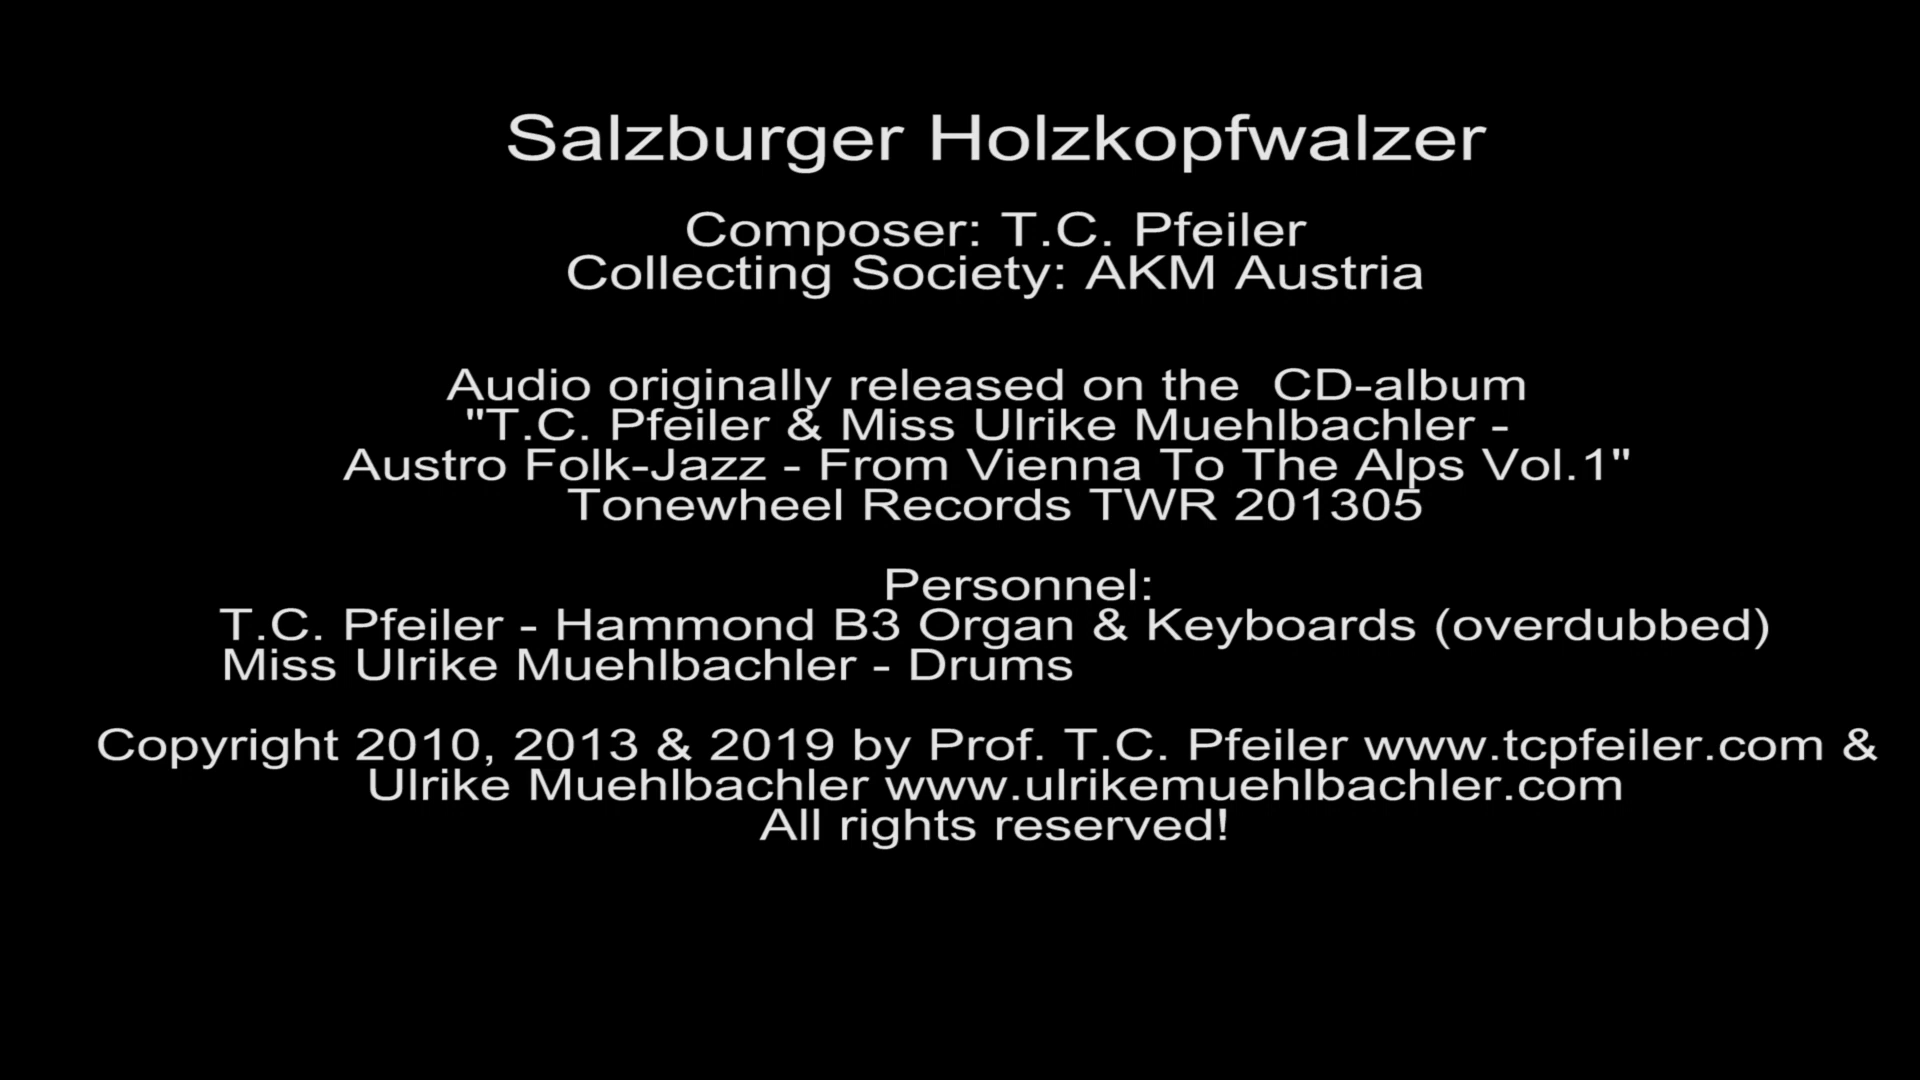 Salzburger Holzkopfwalzer
Composer: T.C. Pfeiler
Collecting Society: AKM Austria
Audio originally released on the  CD-album
"T.C. Pfeiler & Miss Ulrike Muehlbachler -
Austro Folk-Jazz - From Vienna To The Alps Vol.1"
Tonewheel Records TWR 201305
Personnel:
T.C. Pfeiler - Hammond B3 Organ & Keyboards (overdubbed)
Miss Ulrike Muehlbachler - Drums
Copyright 2010, 2013 & 2019 by Prof. T.C. Pfeiler www.tcpfeiler.com &
Ulrike Muehlbachler www.ulrikemuehlbachler.com
All rights reserved!